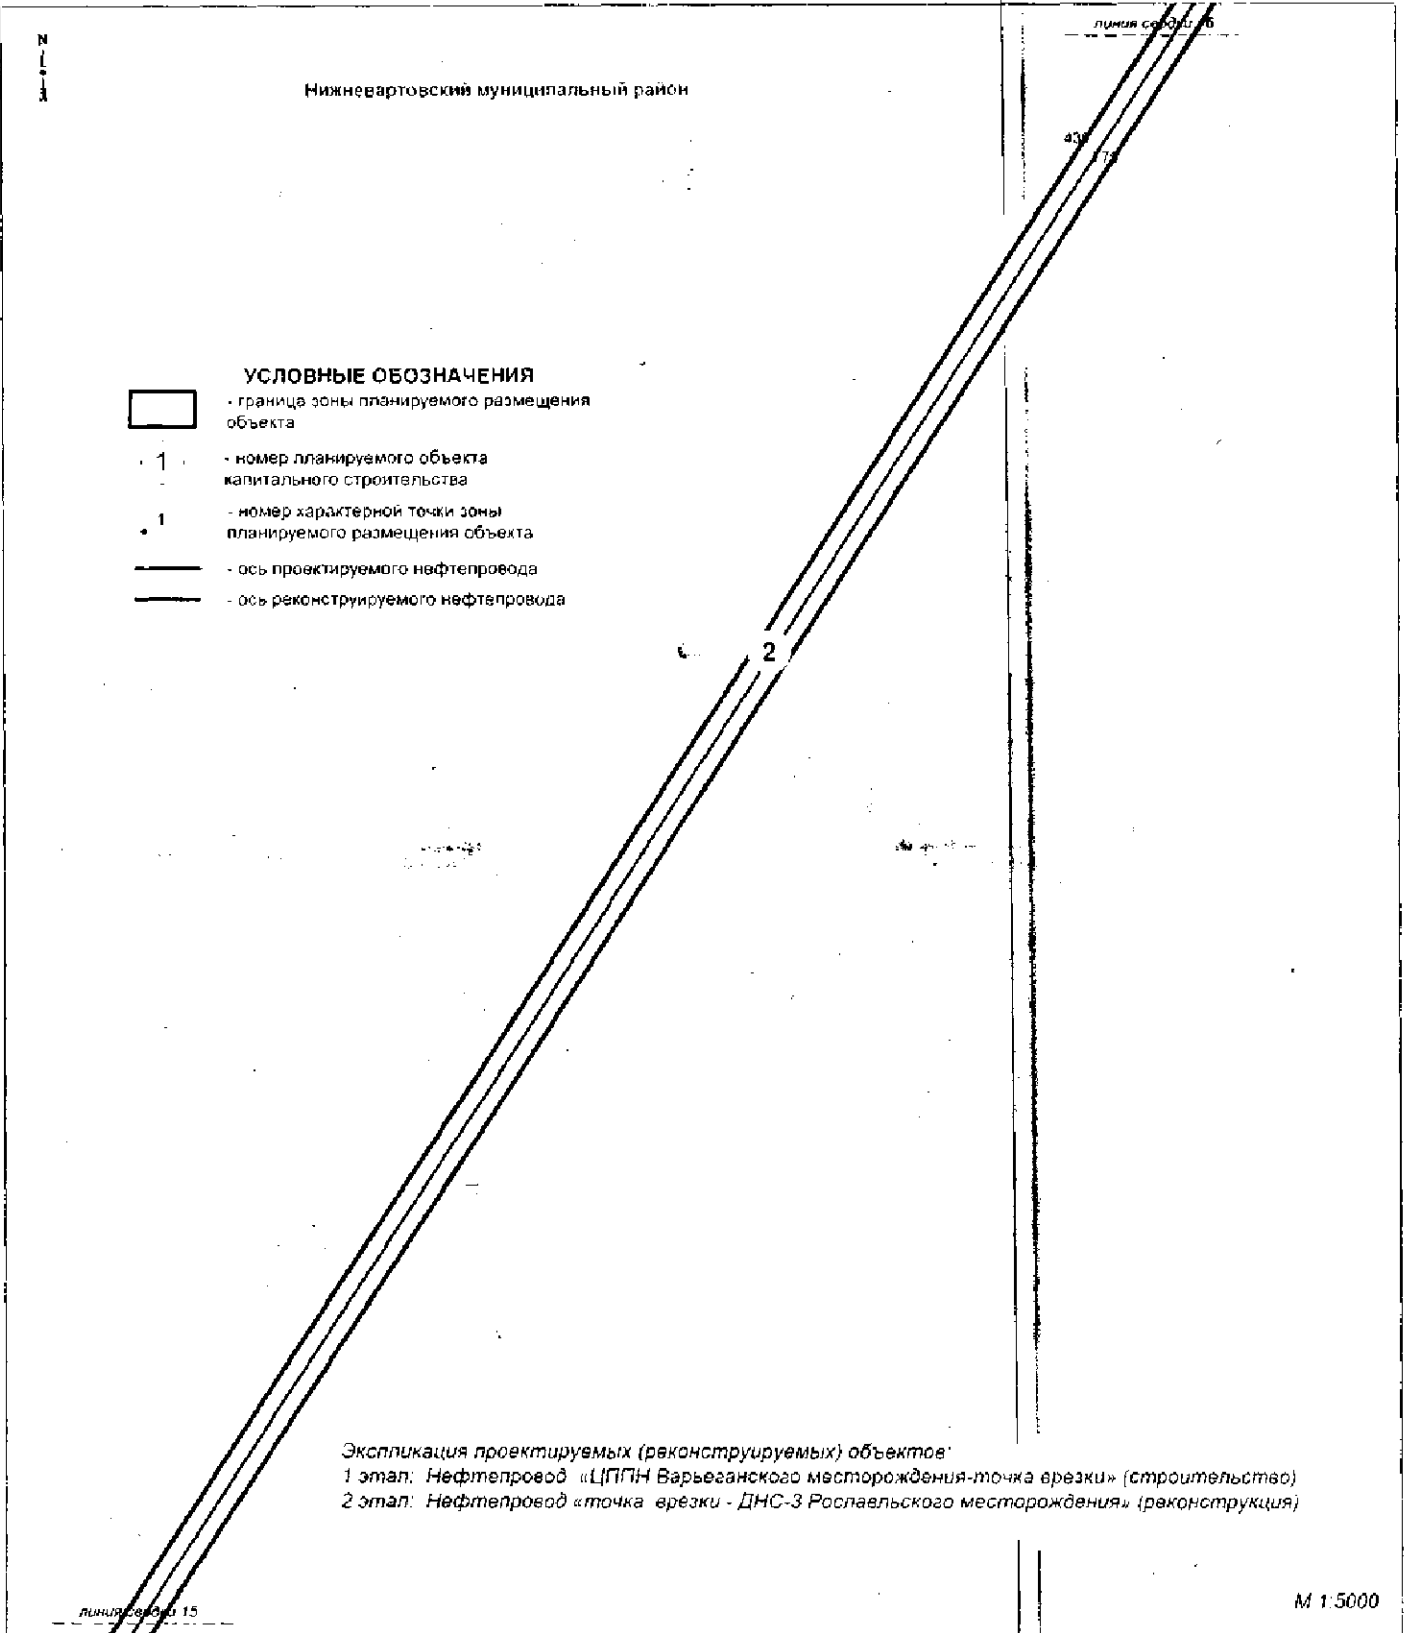 N
Нижневартовский муниципальный район
УСЛОВНЫЕ ОБОЗНАЧЕНИЯ
- граница зоны планируемого размещения
объекта
1
- номер планируемого объекта
капитального строительства
1
- номер характерной точки зоны
планируемого размещения объекта
- ось проектируемого нефтепровода
- ось реконструируемого нефтепровода
2
Экспликация проектируемых (реконструируемых) объектов:
1 этап: Нефтепровод «ЦППН Варьеганского месторождения-точка врезки» (строительство)
2 этап: Нефтепровод «точка врезки - ДНС-3 Рославльского месторождения» (реконструкция)
линия 15
М 1:5000